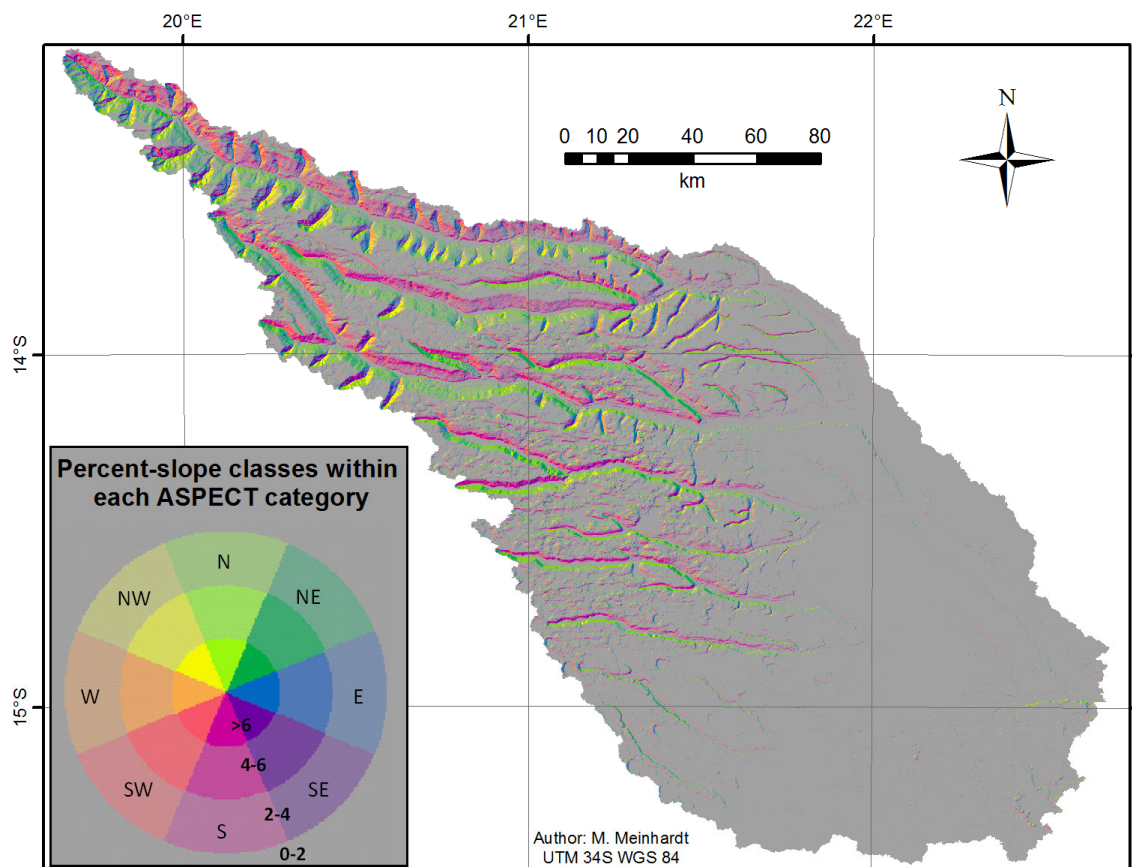 20°E 21°E 22°E
N
0 10 20 40 60 80
km
14°S
Percent-slope classes within
each ASPECT category
N
NW NE
W E
>6
4-6
SW SE
2-4
S
0-2
15°S
Author: M. Meinhardt
UTM 34S WGS 84